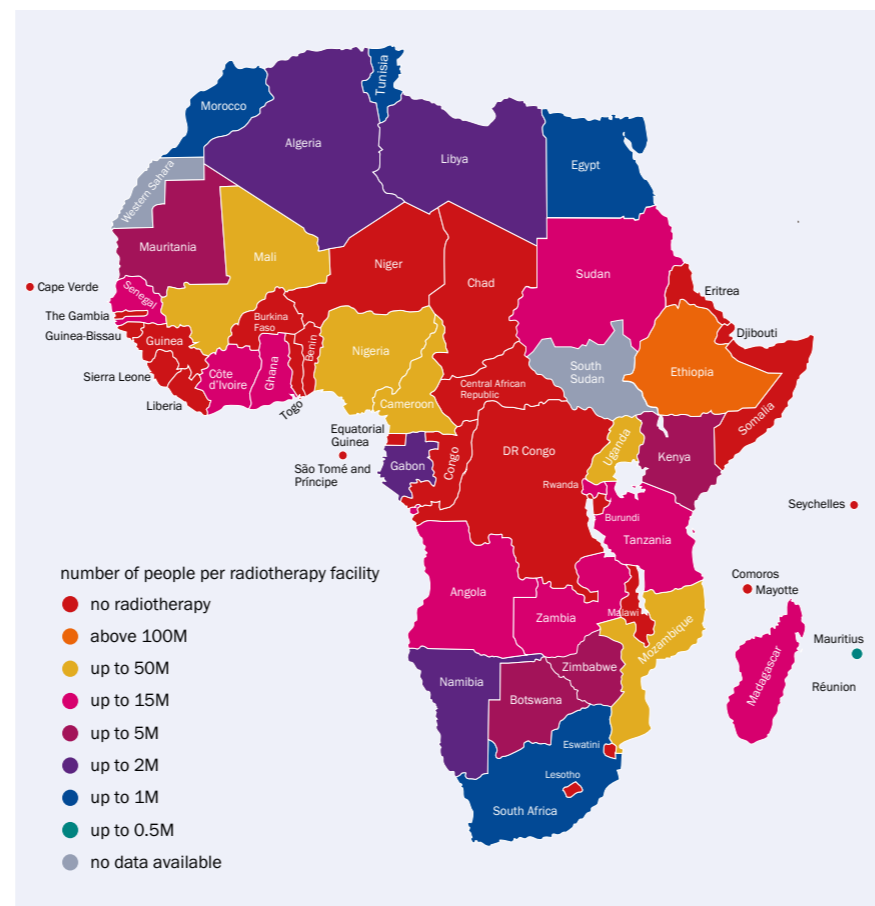 Tunisia
Morocco
Algeria
Libya
Egypt
Western Sahara
Mauritania
Mali
Niger
Chad
Sudan
Cape Verde
Senegal
Eritrea
The Gambia
Burkina
Faso
Guinea-Bissau
Guinea
Benin
Nigeria
Djibouti
Ghana
Côte
d'Ivoire
South
Sudan
Ethiopia
Sierra Leone
Central African
Republic
Liberia
Togo
Cameroon
Somalia
Equatorial
Guinea
Uganda
DR Congo
Kenya
Gabon
Congo
São Tomé and
Príncipe
Rwanda
Seychelles
Burundi
Tanzania
number of people per radiotherapy facility
no radiotherapy
above 100M
up to 50M
up to 15M
up to 5M
up to 2M
up to 1M
up to 0.5M
no data available
Angola
Comoros
Mayotte
Malawi
Zambia
Mozambique
Mauritius
Zimbabwe
Madagascar
Namibia
Réunion
Botswana
Eswatini
Lesotho
South Africa